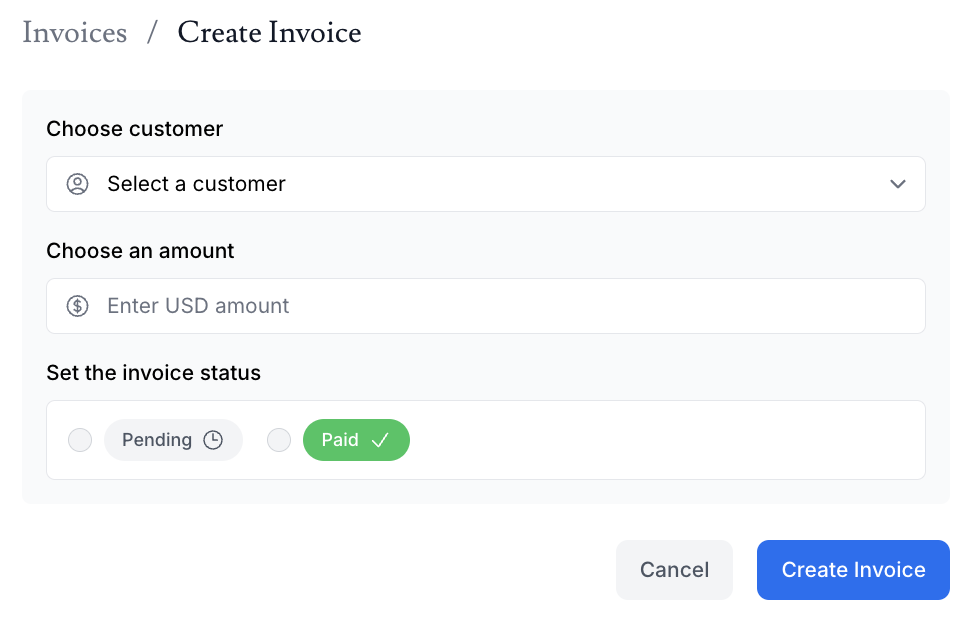 Invoices / Create Invoice
Choose customer
Select a customer
Choose an amount
Enter USD amount
Set the invoice status
Pending Paid
Cancel Create Invoice